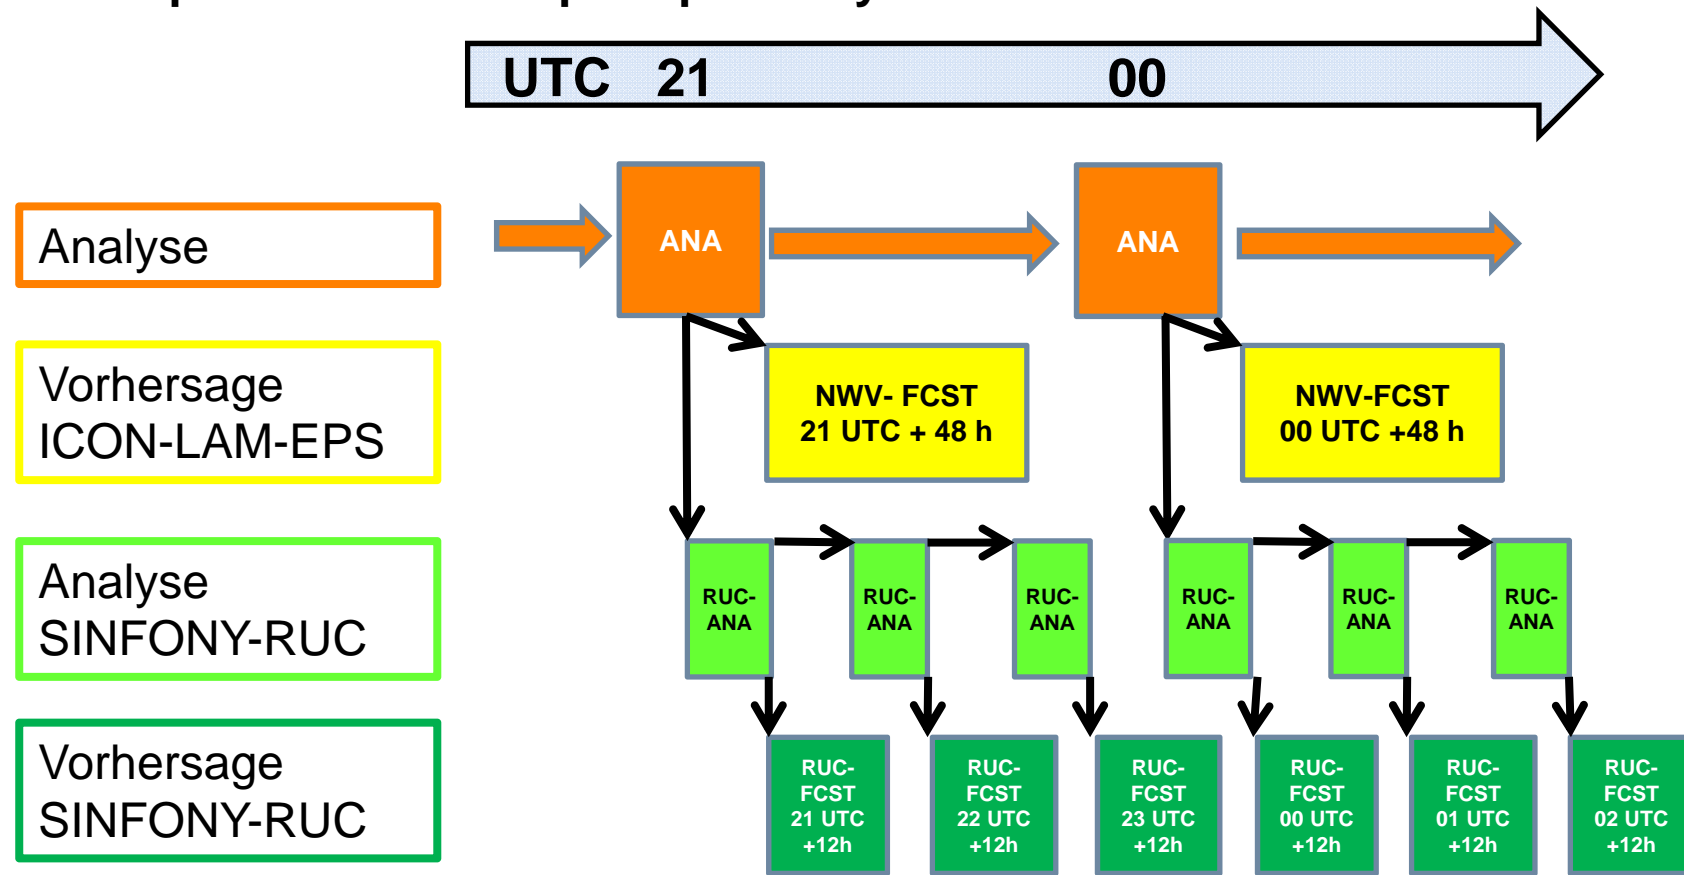 UTC 21 00
Analyse
ANA
ANA
Vorhersage
ICON-LAM-EPS
NWV- FCST
21 UTC + 48 h
NWV-FCST
00 UTC +48 h
Analyse
SINFONY-RUC
RUC-
ANA
RUC-
ANA
RUC-
ANA
RUC-
ANA
RUC-
ANA
RUC-
ANA
Vorhersage
SINFONY-RUC
RUC-
FCST
21 UTC
+12h
RUC-
FCST
22 UTC
+12h
RUC-
FCST
23 UTC
+12h
RUC-
FCST
00 UTC
+12h
RUC-
FCST
01 UTC
+12h
RUC-
FCST
02 UTC
+12h